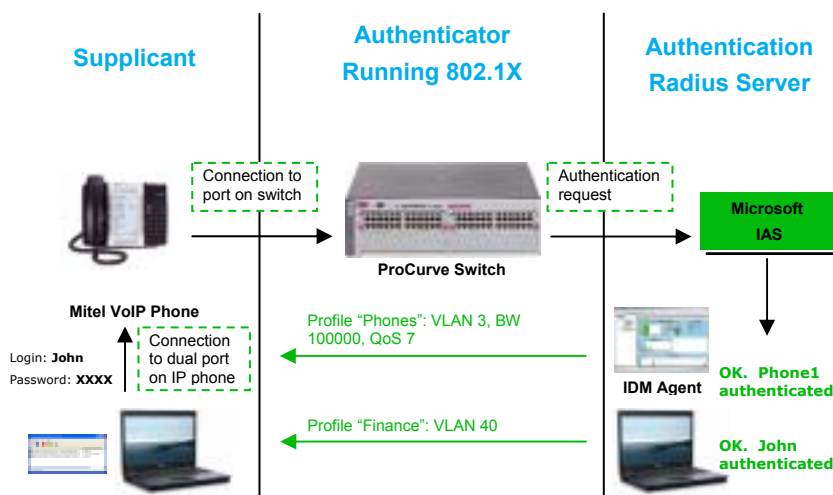 Supplicant
Authenticator
Running 802.1X
Authentication
Radius Server
Connection to
port on switch
Authentication
request
Microsoft
IAS
ProCurve Switch
Mitel VoIP Phone
Profile “Phones”: VLAN 3, BW
100000, QoS 7
Connection
to dual port
on IP phone
Login: John
Password: XXXX
IDM Agent
OK. Phone1
authenticated
Profile “Finance”: VLAN 40
OK. John
authenticated